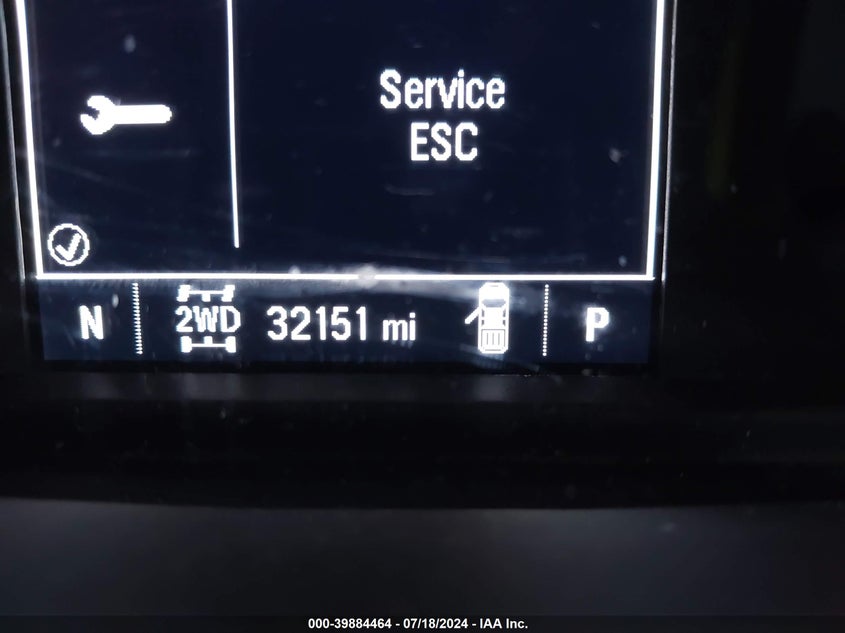 Service
ESC
N 2WD 32151 mi P
000-39884464 - 07/18/2024 - IAA Inc.